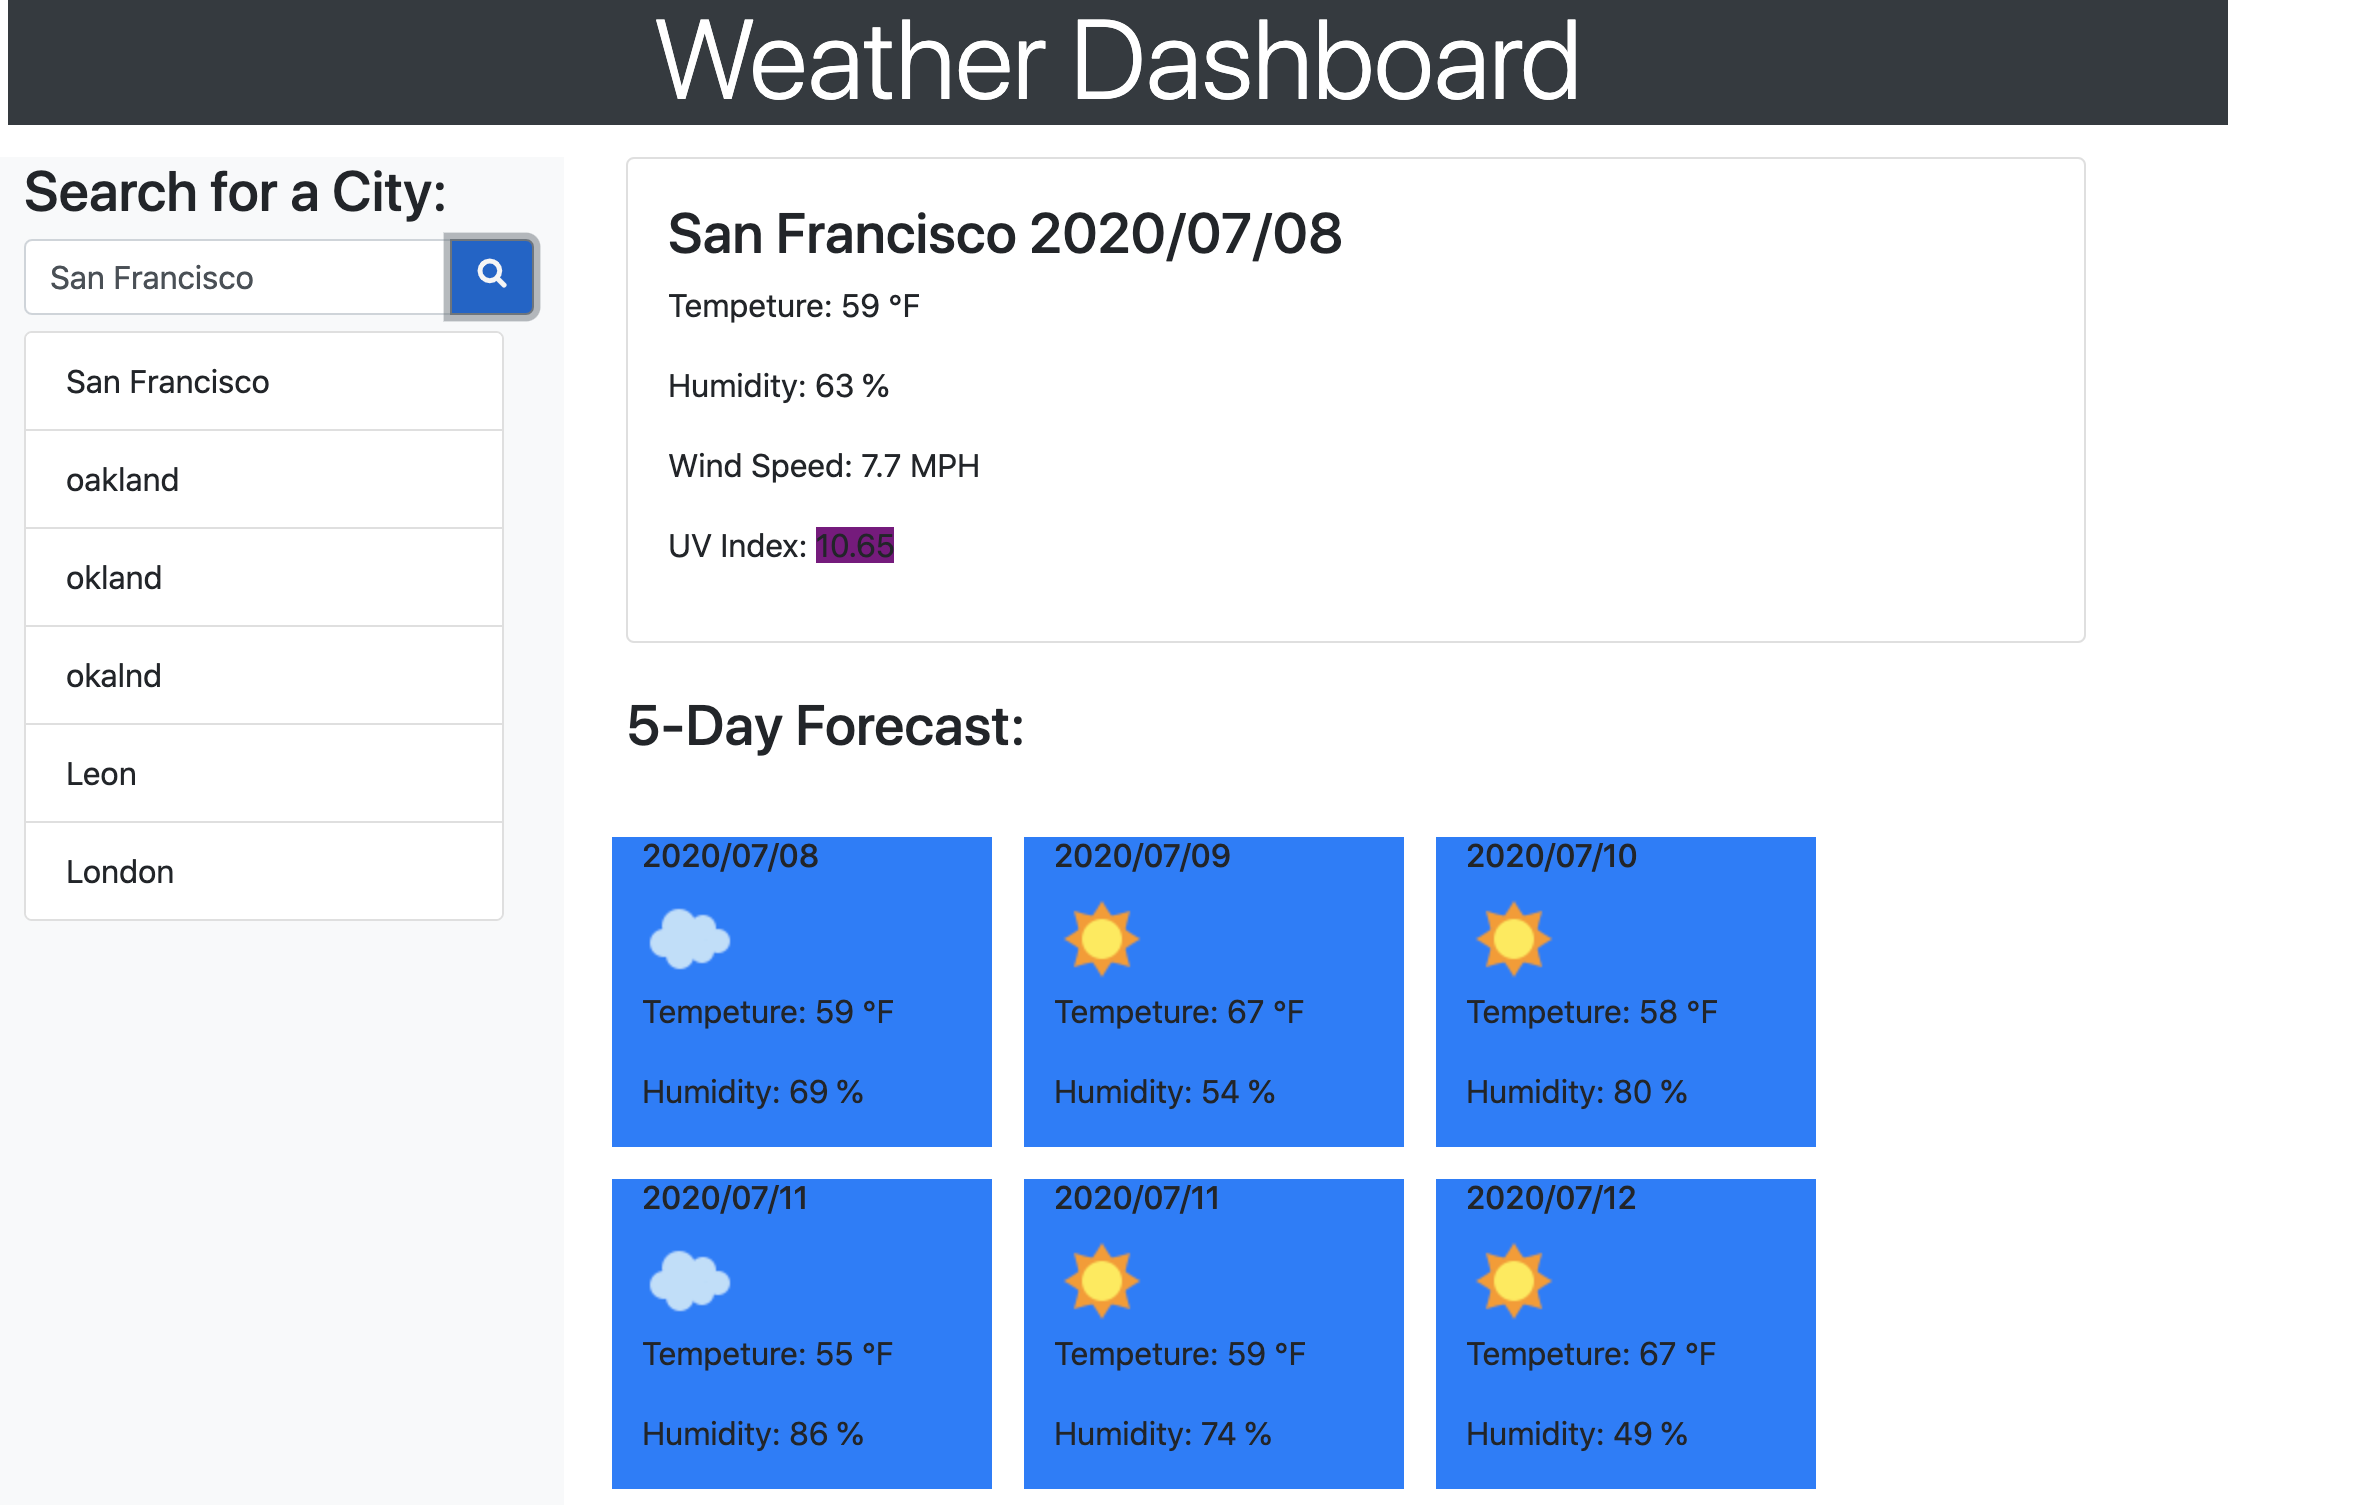 Weather Dashboard
Search for a City:
San Francisco
San Francisco
oakland
okland
okalnd
Leon
London
San Francisco 2020/07/08
Tempeture: 59 °F
Humidity: 63 %
Wind Speed: 7.7 MPH
UV Index: 10.65
5-Day Forecast:
2020/07/08
Tempeture: 59 °F
Humidity: 69 %
2020/07/09
Tempeture: 67 °F
Humidity: 54 %
2020/07/10
Tempeture: 58 °F
Humidity: 80 %
2020/07/11
Tempeture: 55 °F
Humidity: 86 %
2020/07/11
Tempeture: 59 °F
Humidity: 74 %
2020/07/12
Tempeture: 67 °F
Humidity: 49 %